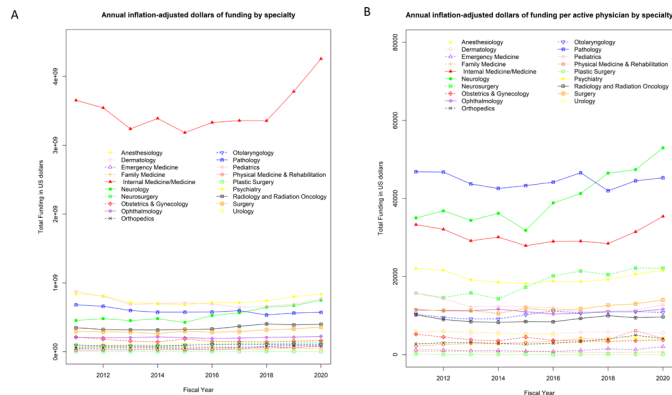 A
Annual inflation-adjusted dollars of funding by specialty
Total Funding in US dollars
4e+09
3e+09
2e+09
1e+09
0e+00
Anesthesiology
Dermatology
Emergency Medicine
Family Medicine
Internal Medicine/Medicine
Neurology
Neurosurgery
Obstetrics & Gynecology
Ophthalmology
Orthopedics
Otolaryngology
Pathology
Pediatrics
Physical Medicine & Rehabilitation
Plastic Surgery
Psychiatry
Radiology and Radiation Oncology
Surgery
Urology
2012
2014
2016
2018
2020
Fiscal Year
B
Annual inflation-adjusted dollars of funding per active physician by specialty
Total Funding in US dollars
80000
60000
40000
20000
0
Anesthesiology
Dermatology
Emergency Medicine
Family Medicine
Internal Medicine/Medicine
Neurology
Neurosurgery
Obstetrics & Gynecology
Ophthalmology
Orthopedics
Otolaryngology
Pathology
Pediatrics
Physical Medicine & Rehabilitation
Plastic Surgery
Psychiatry
Radiology and Radiation Oncology
Surgery
Urology
2012
2014
2016
2018
2020
Fiscal Year